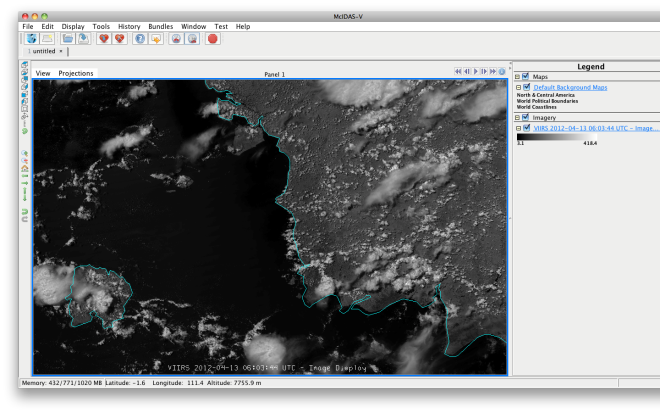 McIDAS-V
File Edit Display Tools History Bundles Window Test Help
1 untitled ×
View Projections
Panel 1
Legend
Maps
Default Background Maps
North & Central America
World Political Boundaries
World Coastlines
Imagery
VIIRS 2012-04-13 06:03:44 UTC - Image...
3.1 418.4
VIIRS 2012-04-13 06:03:44 UTC - Image Display
Memory: 432/771/1020 MB Latitude: -1.6 Longitude: 111.4 Altitude: 7755.9 m